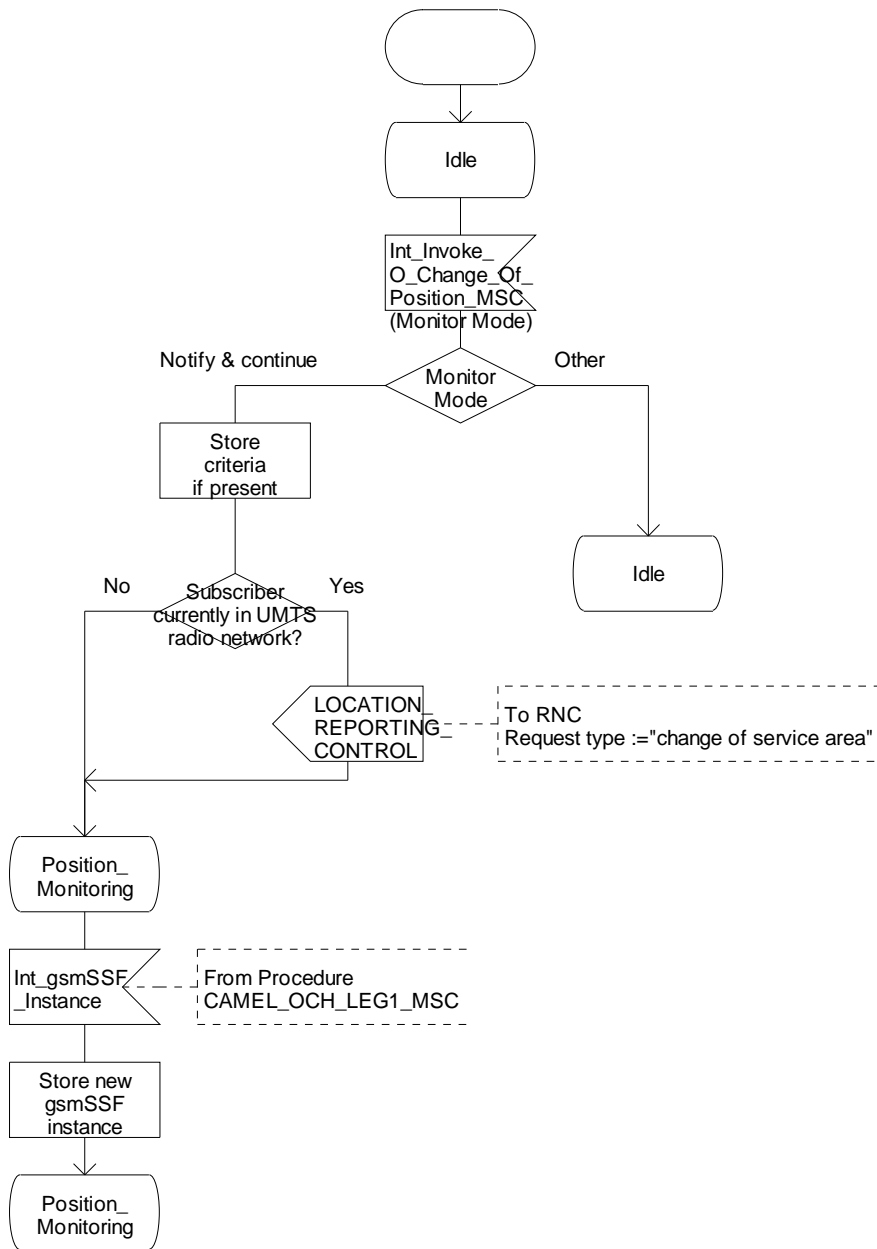 Idle
Int_Invoke_
O_Change_Of_
Position_MSC
(Monitor Mode)
Notify & continue
Monitor
Mode
Other
Store
criteria
if present
Idle
No
Subscriber
currently in UMTS
radio network?
Yes
LOCATION_
REPORTING_
CONTROL
To RNC
Request type :="change of service area"
Position_
Monitoring
Int_gsmSSF
_Instance
From Procedure
CAMEL_OCH_LEG1_MSC
Store new
gsmSSF
instance
Position_
Monitoring